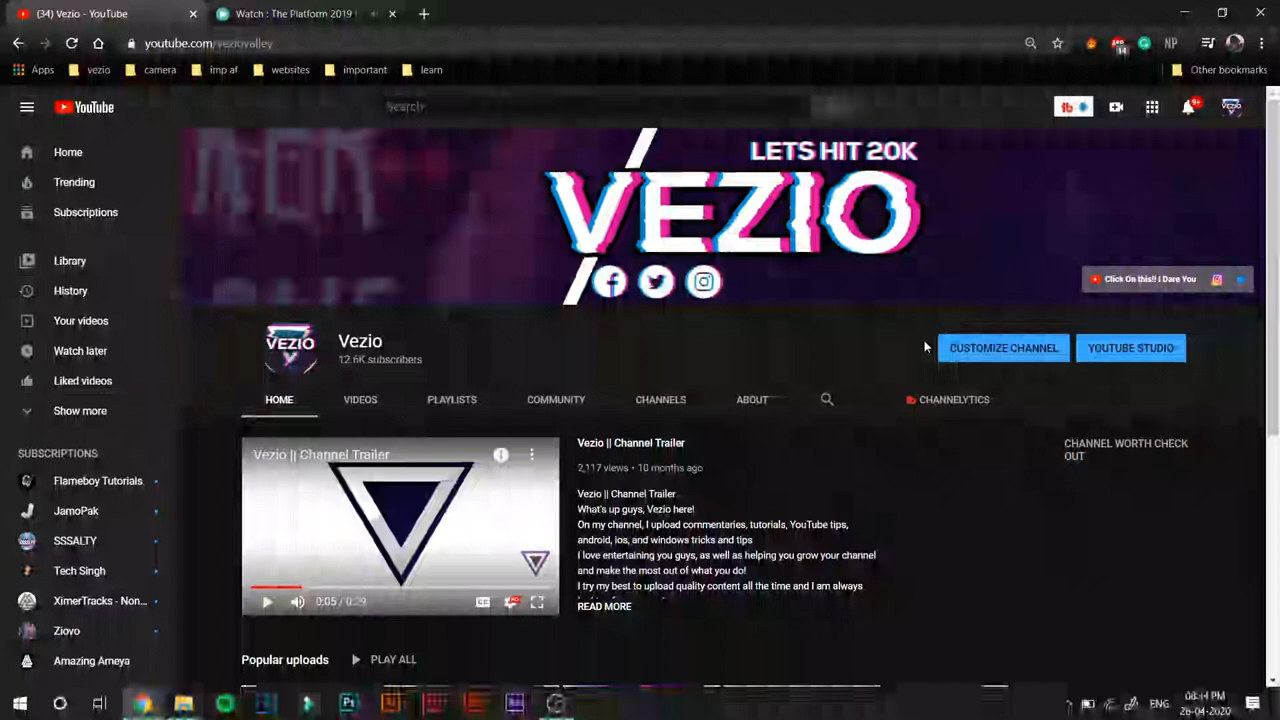 (34) Vezio - YouTube
Watch : The Platform 2019
youtube.com/veziovalley
NP
Apps
vezio
camera
imp af
websites
important
learn
Other bookmarks
YouTube
Search
9+
Home
Trending
Subscriptions
Library
History
Your videos
Watch later
Liked videos
Show more
SUBSCRIPTIONS
Flameboy Tutorials
JamoPak
SSSALTY
Tech Singh
XimerTracks - Non...
Ziovo
Amazing Ameya
LETS HIT 20K
VEZIO
Click On this!! I Dare You
VEZIO
Vezio
12.6K subscribers
CUSTOMIZE CHANNEL
YOUTUBE STUDIO
HOME
VIDEOS
PLAYLISTS
COMMUNITY
CHANNELS
ABOUT
CHANNELYTICS
Vezio || Channel Trailer
0:05 / 0:29
Vezio || Channel Trailer
2,117 views • 10 months ago
Vezio || Channel Trailer
What's up guys, Vezio here!
On my channel, I upload commentaries, tutorials, YouTube tips,
android, ios, and windows tricks and tips
I love entertaining you guys, as well as helping you grow your channel
and make the most out of what you do!
I try my best to upload quality content all the time and I am always
READ MORE
CHANNEL WORTH CHECK
OUT
Popular uploads
PLAY ALL
ENG
PM
26-04-2020